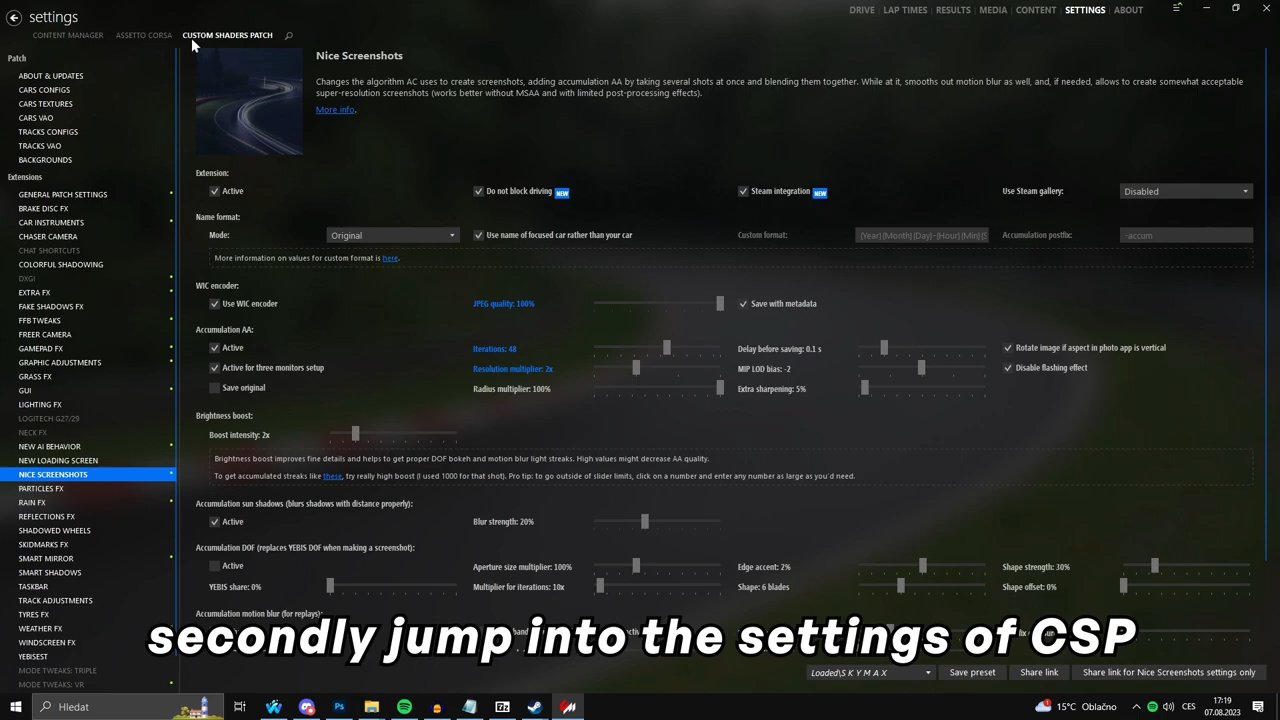 settings
DRIVE LAP TIMES RESULTS MEDIA CONTENT SETTINGS ABOUT
CONTENT MANAGER ASSETTO CORSA CUSTOM SHADERS PATCH
Patch
ABOUT & UPDATES
CARS CONFIGS
CARS TEXTURES
CARS VAO
TRACKS CONFIGS
TRACKS VAO
BACKGROUNDS
Extensions
GENERAL PATCH SETTINGS
BRAKE DISC FX
CAR INSTRUMENTS
CHASER CAMERA
CHAT SHORTCUTS
COLORFUL SHADOWING
DXGI
EXTRA FX
FAKE SHADOWS FX
FFB TWEAKS
FREER CAMERA
GAMEPAD FX
GRAPHIC ADJUSTMENTS
GRASS FX
GUI
LIGHTING FX
LOGITECH G27/29
NECK FX
NEW AI BEHAVIOR
NEW LOADING SCREEN
NICE SCREENSHOTS
PARTICLES FX
RAIN FX
REFLECTIONS FX
SHADOWED WHEELS
SKIDMARKS FX
SMART MIRROR
SMART SHADOWS
TASKBAR
TRACK ADJUSTMENTS
TYRES FX
WEATHER FX
WINDSCREEN FX
YEBISEST
MODE TWEAKS: TRIPLE
MODE TWEAKS: VR
Nice Screenshots
Changes the algorithm AC uses to create screenshots, adding accumulation AA by taking several shots at once and blending them together. While at it, smooths out motion blur as well, and, if needed, allows to create somewhat acceptable
super-resolution screenshots (works better without MSAA and with limited post-processing effects).
More info.
Extension:
Active Do not block driving NEW Steam integration NEW Use Steam gallery: Disabled
Name format:
Mode: Original Use name of focused car rather than your car Custom format: {Year}{Month}{Day}-{Hour}{Min}{S Accumulation postfix: -accum
More information on values for custom format is here.
WIC encoder:
Use WIC encoder JPEG quality: 100% Save with metadata
Accumulation AA:
Active Iterations: 48 Delay before saving: 0.1 s Rotate image if aspect in photo app is vertical
Active for three monitors setup Resolution multiplier: 2x MIP LOD bias: -2 Disable flashing effect
Save original Radius multiplier: 100% Extra sharpening: 5%
Brightness boost:
Boost intensity: 2x
Brightness boost improves fine details and helps to get proper DOF bokeh and motion blur light streaks. High values might decrease AA quality.
To get accumulated streaks like these, try really high boost (I used 1000 for that shot). Pro tip: to go outside of slider limits, click on a number and enter any number as large as you'd need.
Accumulation sun shadows (blurs shadows with distance properly):
Active Blur strength: 20%
Accumulation DOF (replaces YEBIS DOF when making a screenshot):
Active Aperture size multiplier: 100% Edge accent: 2% Shape strength: 30%
YEBIS share: 0% Multiplier for iterations: 10x Shape: 6 blades Shape offset: 0%
Accumulation motion blur (for replays):
secondly jump into the settings of CSP
Loaded\S K Y M A X Save preset Share link Share link for Nice Screenshots settings only
Hledat
Ps
15°C Oblačno CES 17:19
07.08.2023